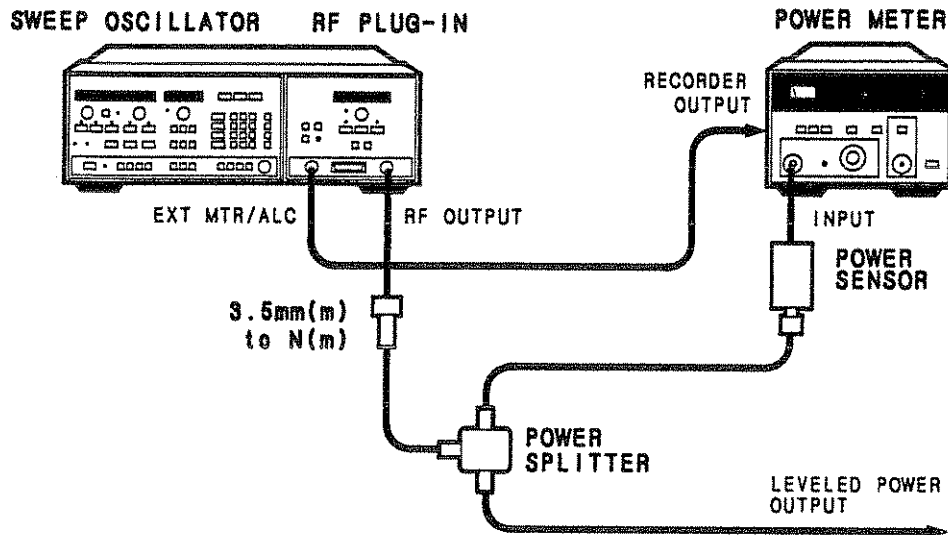 SWEEP OSCILLATOR
RF PLUG-IN
POWER METER
RECORDER
OUTPUT
EXT MTR/ALC
RF OUTPUT
INPUT
POWER
SENSOR
3.5mm(m)
to N(m)
POWER
SPLITTER
LEVELED POWER
OUTPUT